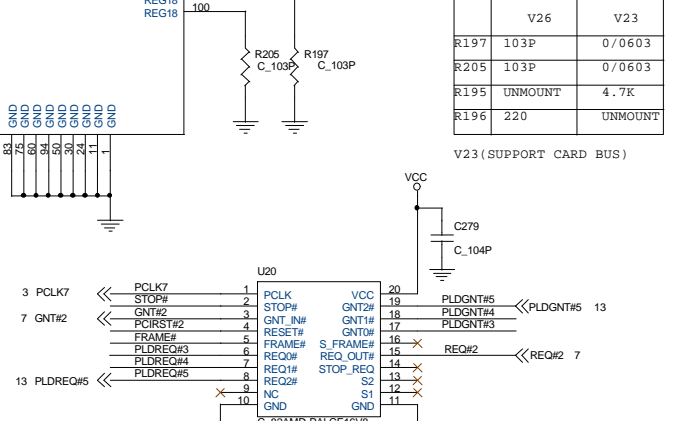 REG18
REG18
100
R205
C_103P
R197
C_103P
V26 V23
R197 103P 0/0603
R205 103P 0/0603
R195 UNMOUNT 4.7K
R196 220 UNMOUNT
V23(SUPPORT CARD BUS)
GND GND GND GND GND GND GND GND GND
83 75 60 94 50 30 24 11 1
VCC
C279
C_104P
U20
3 PCLK7 PCLK7 1 PCLK VCC 20
STOP# 2 STOP# GNT2# 19 PLDGNT#5 PLDGNT#5 13
7 GNT#2 GNT#2 3 GNT_IN# GNT1# 18 PLDGNT#4
PCIRST#2 4 RESET# GNT0# 17 PLDGNT#3
FRAME# 5 FRAME# S_FRAME# 16
PLDREQ#3 6 REQ0# REQ_OUT# 15 REQ#2 REQ#2 7
PLDREQ#4 7 REQ1# STOP_REQ 14
13 PLDREQ#5 PLDREQ#5 8 REQ2# S2 13
9 NC S1 12
10 GND GND 11